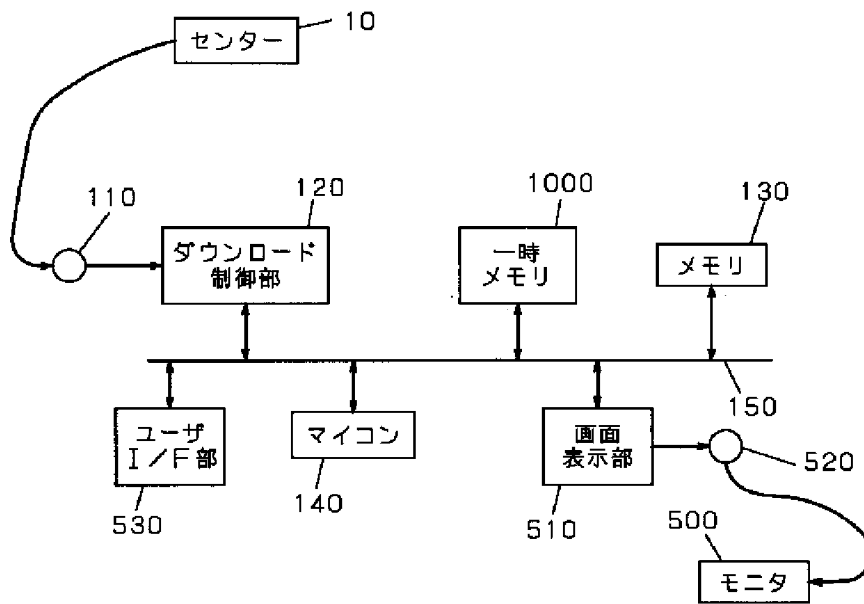 10
センター
110
120
1000
130
ダウンロード
制御部
一時
メモリ
メモリ
150
ユーザ
I/F部
マイコン
画面
表示部
520
530
140
510
500
モニタ